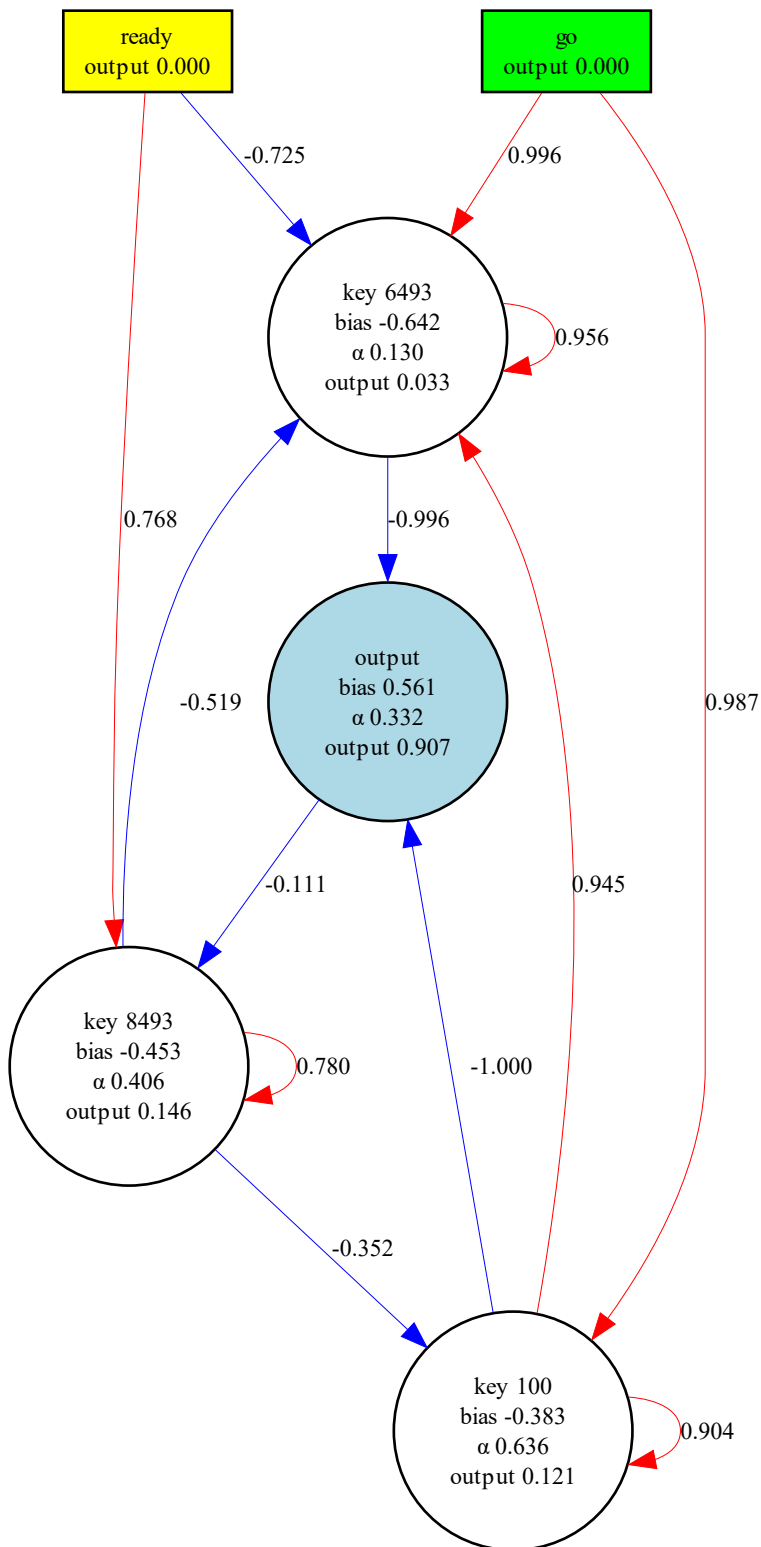 ready
output 0.000
go
output 0.000
-0.725
0.996
key 6493
bias -0.642
α 0.130
output 0.033
0.956
0.768
-0.996
output
bias 0.561
α 0.332
output 0.907
-0.519
0.987
-0.111
0.945
key 8493
bias -0.453
α 0.406
output 0.146
0.780
-1.000
-0.352
key 100
bias -0.383
α 0.636
output 0.121
0.904